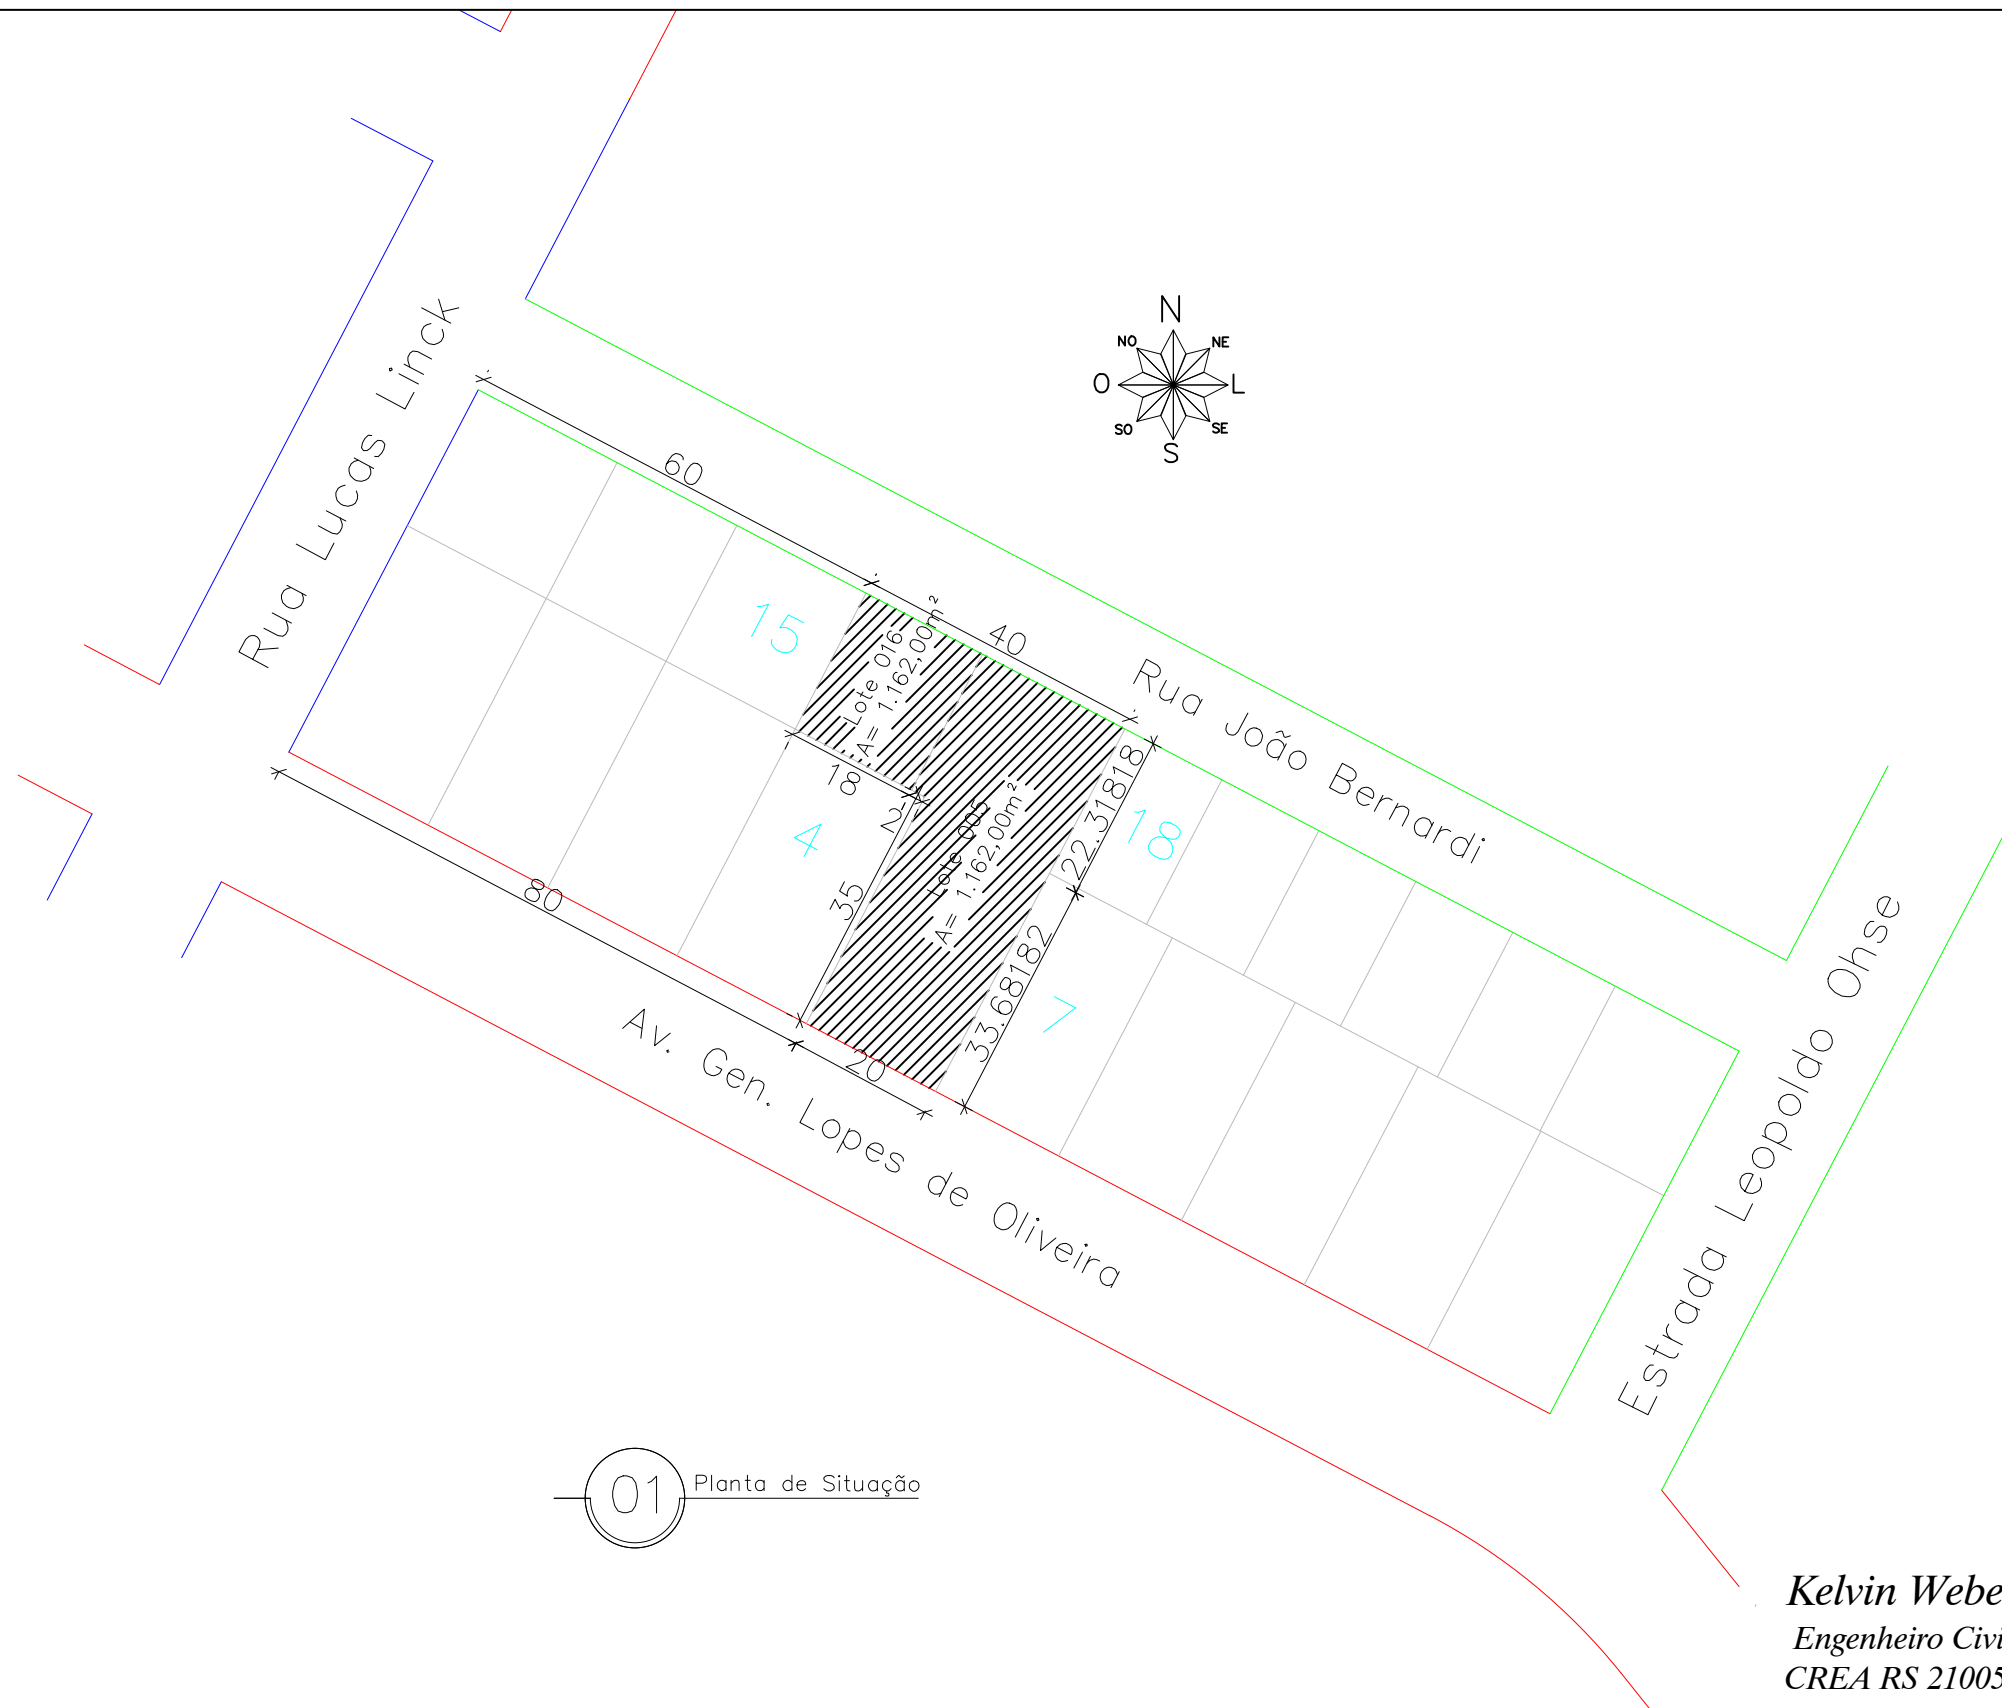 N
NO
NE
O
L
SO
SE
S
Rua Lucas Linck
60
40
15
Lote 016
A= 1.162,00m²
Rua João Bernardi
18
2
4
35
Lote 005
A= 1.162,00m²
22.31818
18
33.68182
7
80
20
Av. Gen. Lopes de Oliveira
Estrada Leopoldo Ohse
01
Planta de Situação
Kelvin Webe
Engenheiro Civi
CREA RS 21005